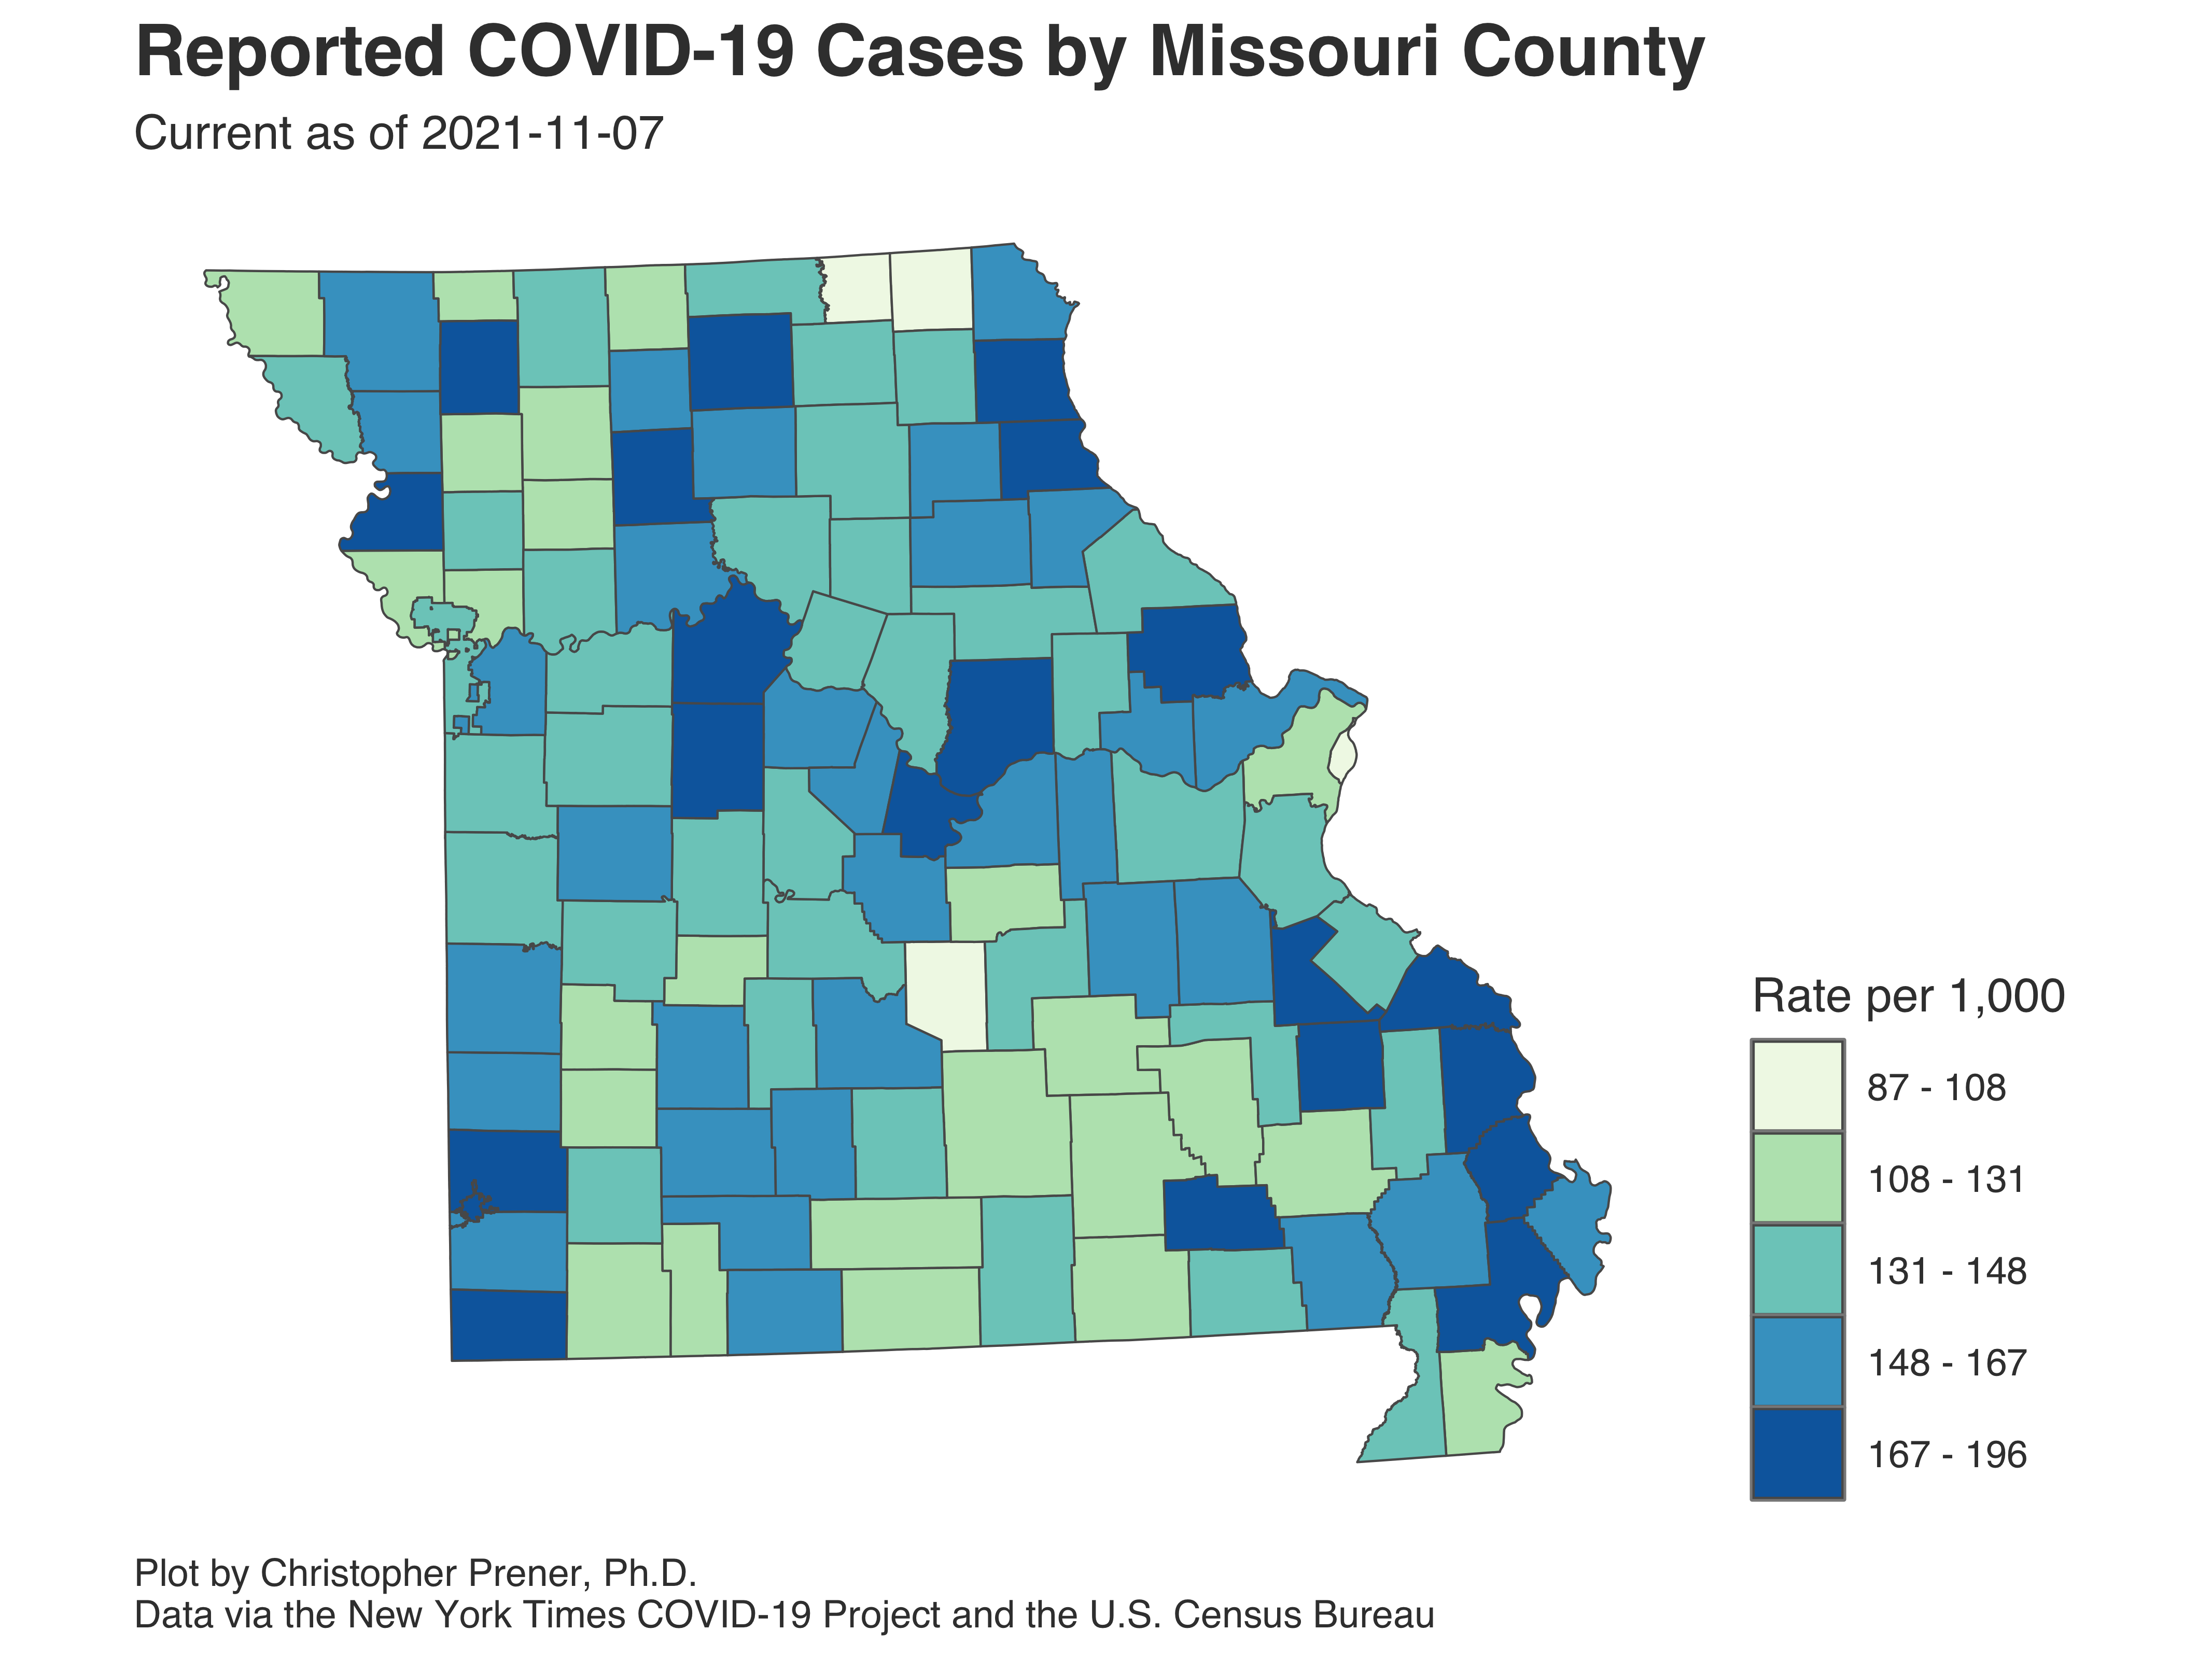 Reported COVID-19 Cases by Missouri County
Current as of 2021-11-07
Rate per 1,000
87 - 108
108 - 131
131 - 148
148 - 167
167 - 196
Plot by Christopher Prener, Ph.D.
Data via the New York Times COVID-19 Project and the U.S. Census Bureau